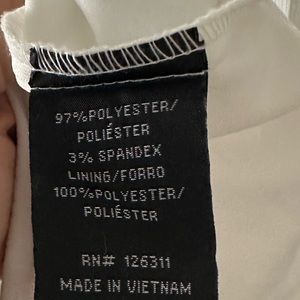 97%POLYESTER/
POLIÉSTER
3% SPANDEX
LINING/FORRO
100%POLYESTER/
POLIÉSTER
RN# 126311
MADE IN VIETNAM